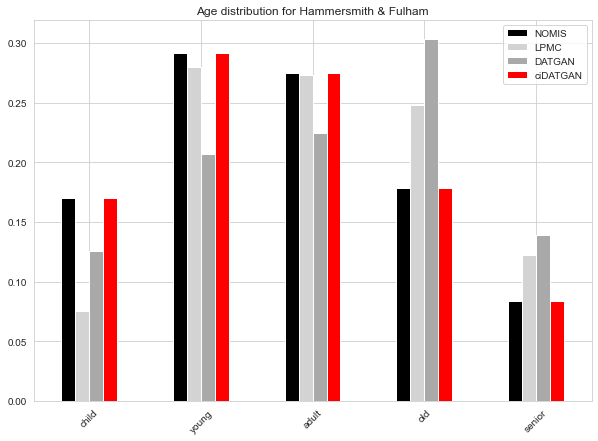 Age distribution for Hammersmith & Fulham
NOMIS
LPMC
DATGAN
ciDATGAN
0.30
0.25
0.20
0.15
0.10
0.05
0.00
child
young
adult
old
senior